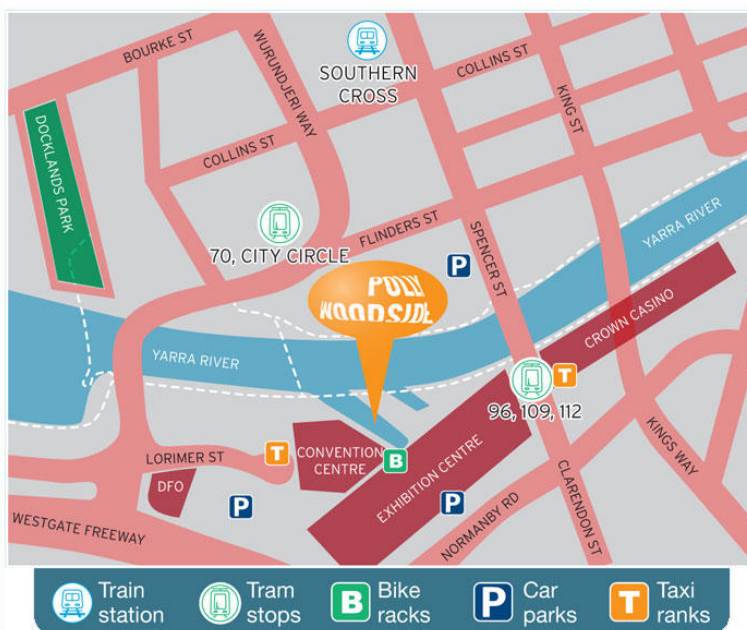 BOURKE ST
WURUNDJERI WAY
SOUTHERN
CROSS
COLLINS ST
KING ST
DOCKLANDS PARK
COLLINS ST
70, CITY CIRCLE
FLINDERS ST
P
SPENCER ST
YARRA RIVER
POLLY
WOODSIDE
CROWN CASINO
YARRA RIVER
T
96, 109, 112
LORIMER ST
T
CONVENTION
CENTRE
B
EXHIBITION CENTRE
KINGS WAY
DFO
P
P
CLARENDON ST
NORMANBY RD
WESTGATE FREEWAY
Train
station
Tram
stops
B
Bike
racks
P
Car
parks
T
Taxi
ranks